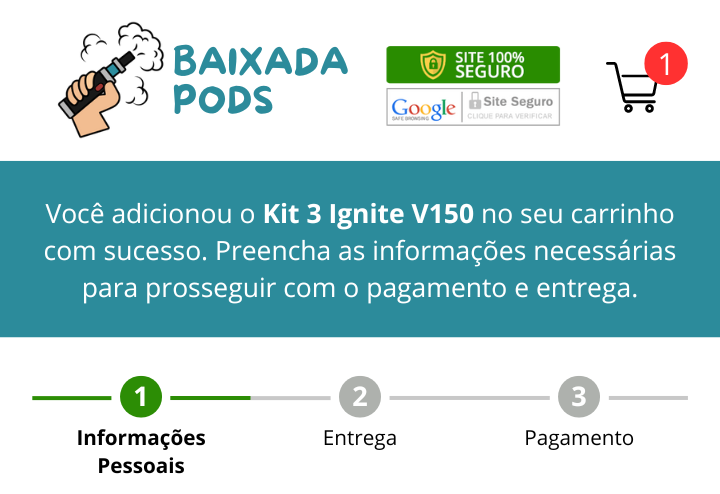 BAIXADA
PODS
SITE 100%
SEGURO
Google
SAFE BROWSING
Site Seguro
CLIQUE PARA VERIFICAR
1
Você adicionou o Kit 3 Ignite V150 no seu carrinho
com sucesso. Preencha as informações necessárias
para prosseguir com o pagamento e entrega.
1
Informações
Pessoais
2
Entrega
3
Pagamento